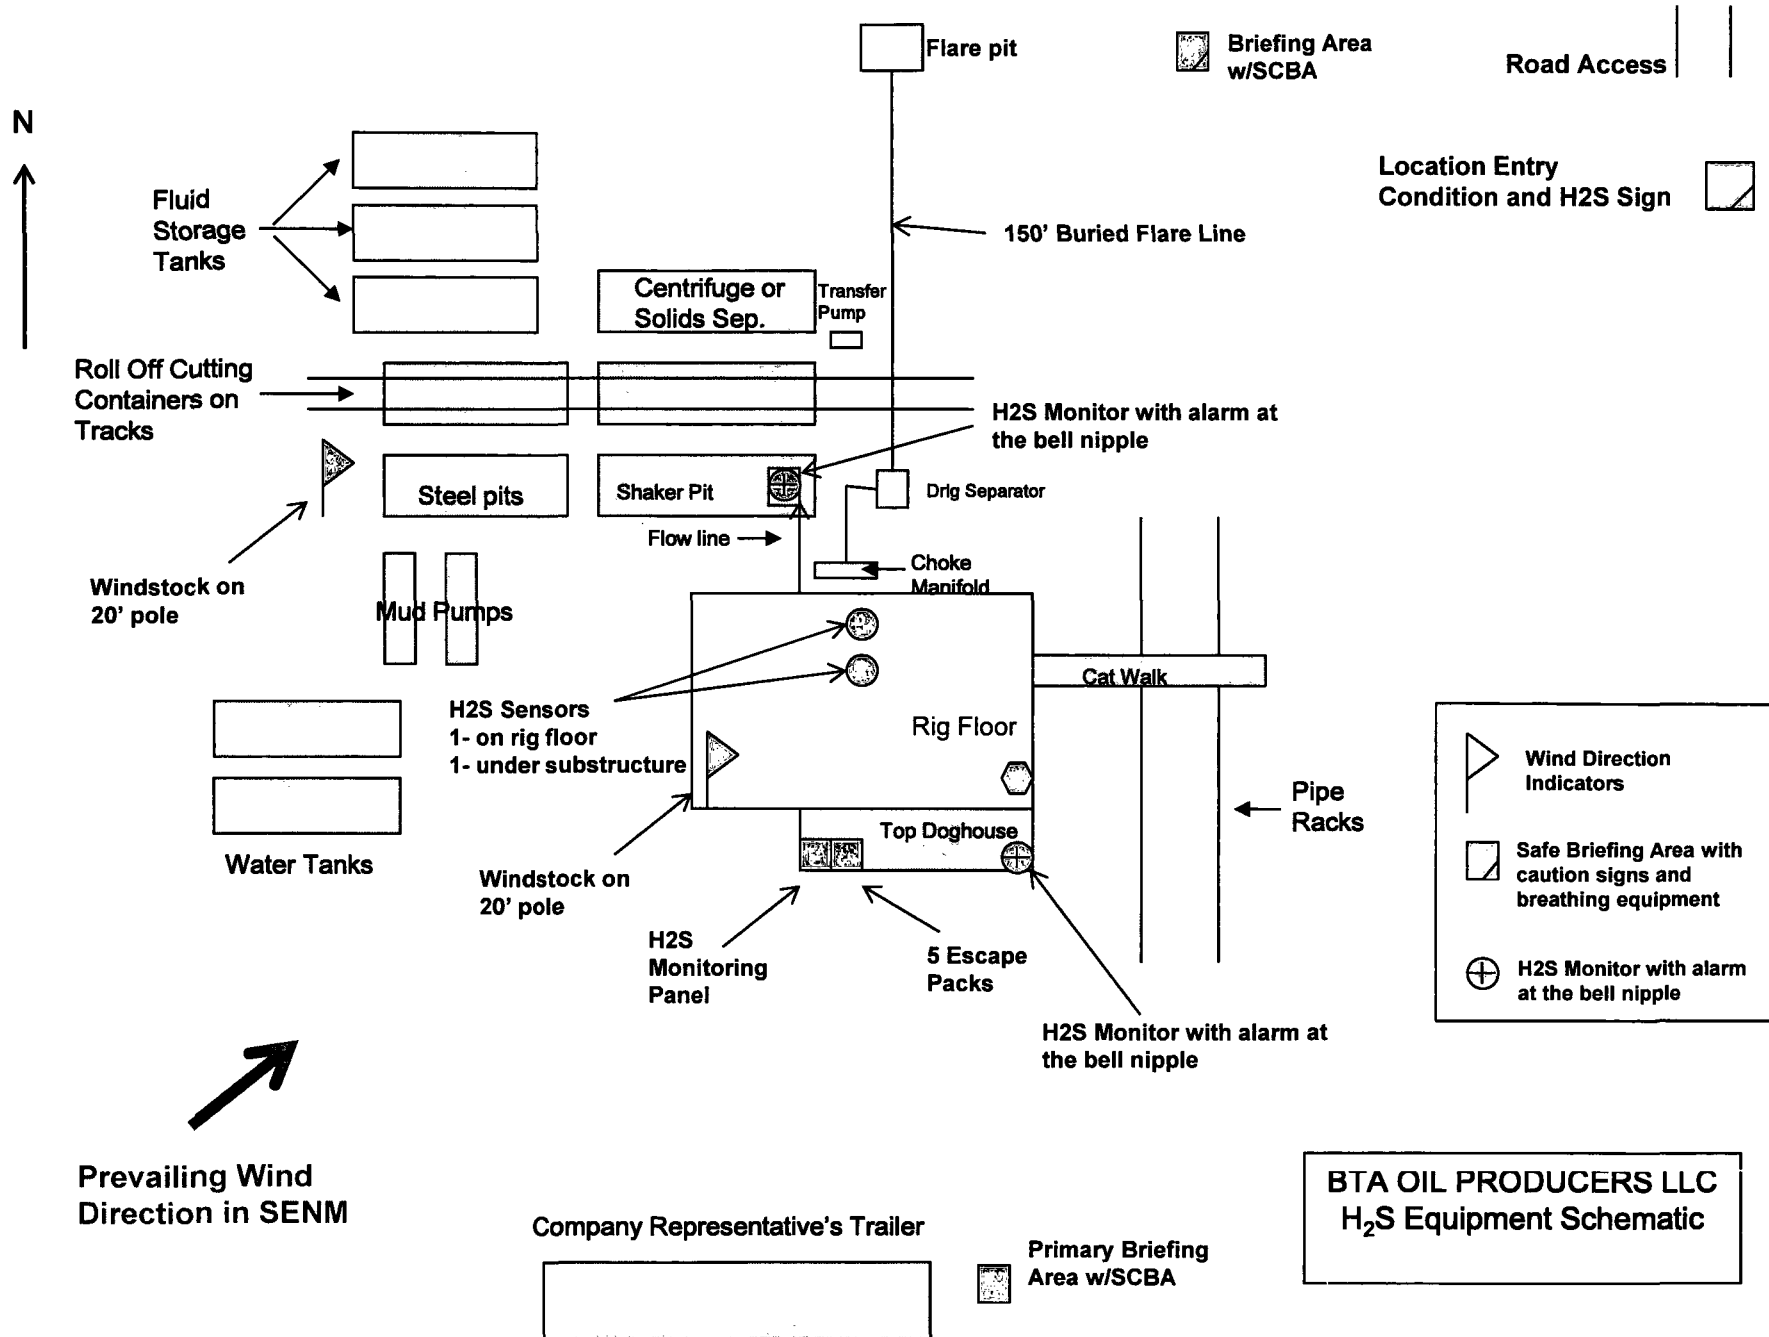 Flare pit
Briefing Area
w/SCBA
Road Access
N
Location Entry
Condition and H2S Sign
Fluid
Storage
Tanks
150' Buried Flare Line
Centrifuge or
Solids Sep.
Transfer
Pump
Roll Off Cutting
Containers on
Tracks
H2S Monitor with alarm at
the bell nipple
Steel pits
Shaker Pit
Drlg Separator
Flow line
Choke
Manifold
Windstock on
20' pole
Mud Pumps
Cat Walk
H2S Sensors
1- on rig floor
1- under substructure
Rig Floor
Wind Direction
Indicators
Pipe
Racks
Top Doghouse
Safe Briefing Area with
caution signs and
breathing equipment
Water Tanks
Windstock on
20' pole
H2S
Monitoring
Panel
5 Escape
Packs
H2S Monitor with alarm
at the bell nipple
H2S Monitor with alarm at
the bell nipple
Prevailing Wind
Direction in SENM
BTA OIL PRODUCERS LLC
H2S Equipment Schematic
Company Representative's Trailer
Primary Briefing
Area w/SCBA